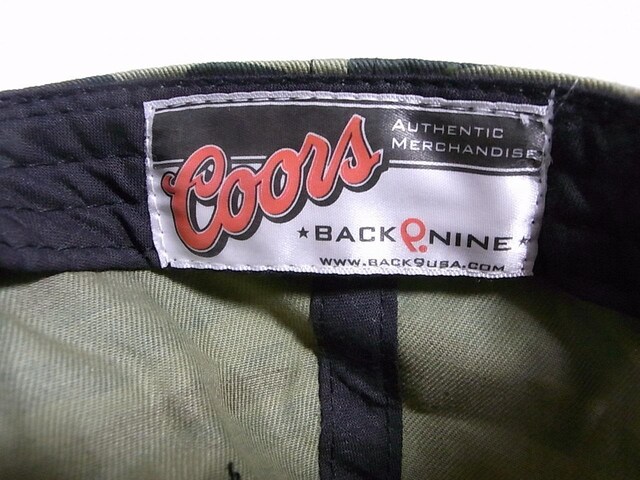 AUTHENTIC
MERCHANDISE
Coors
★BACK 9. NINE★
WWW.BACK9USA.COM